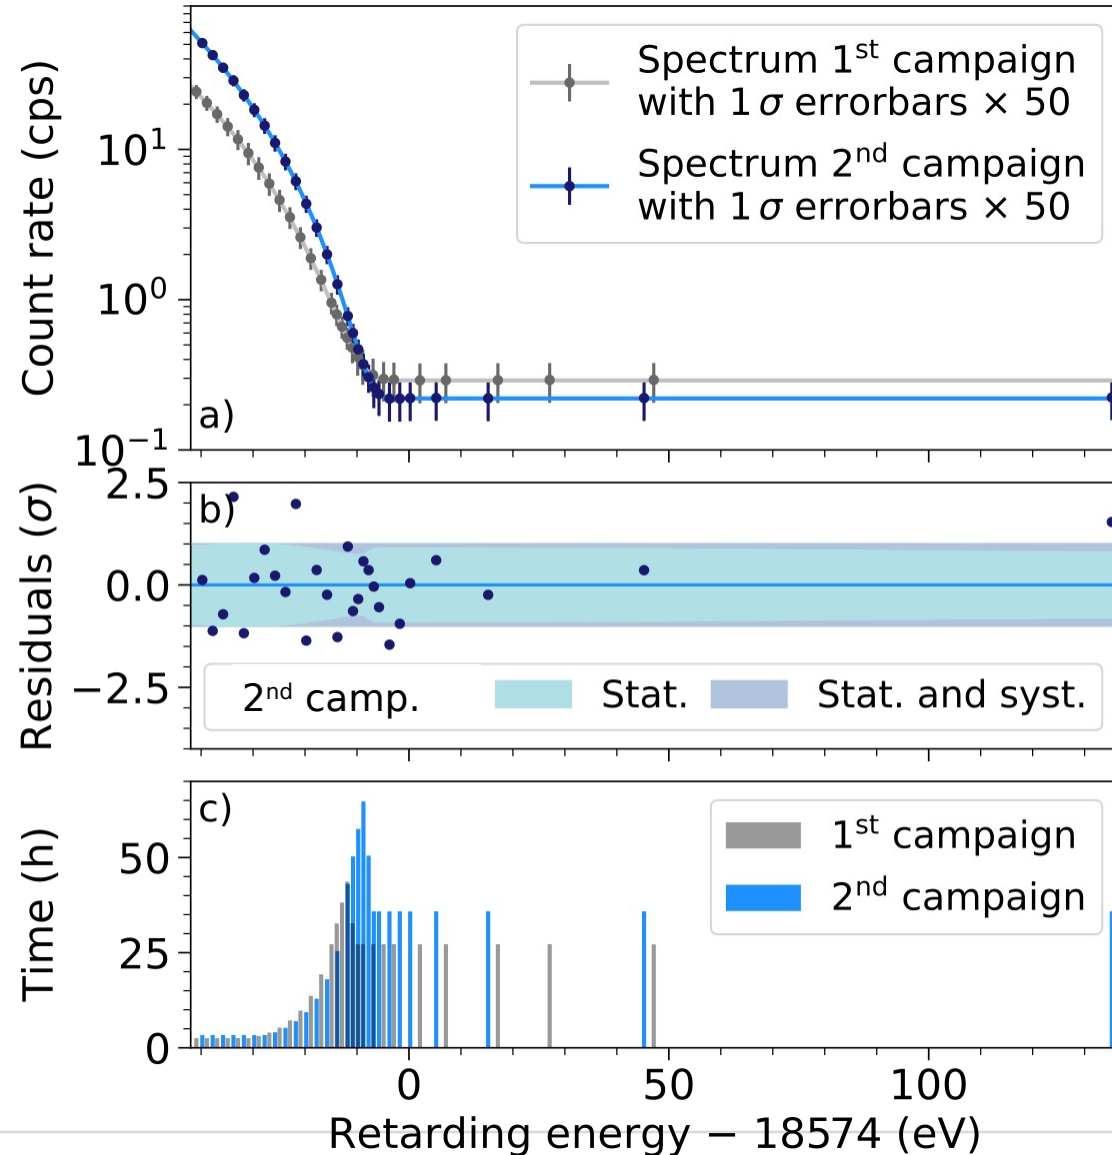 Count rate (cps)
10¹
10⁰
10⁻¹
Spectrum 1ˢᵗ campaign
with 1 σ errorbars × 50
Spectrum 2ⁿᵈ campaign
with 1 σ errorbars × 50
a)
Residuals (σ)
2.5
0.0
−2.5
b)
2ⁿᵈ camp.
Stat.
Stat. and syst.
Time (h)
50
25
0
c)
1ˢᵗ campaign
2ⁿᵈ campaign
0
50
100
Retarding energy − 18574 (eV)